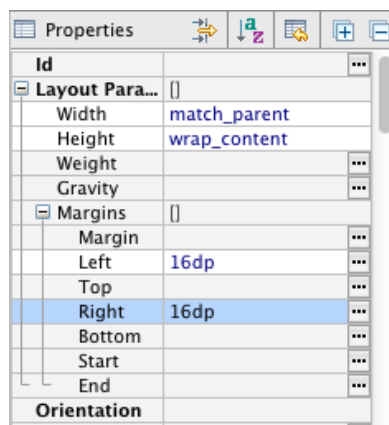 Properties
Id
Layout Para... []
Width match_parent
Height wrap_content
Weight
Gravity
Margins []
Margin
Left 16dp
Top
Right 16dp
Bottom
Start
End
Orientation